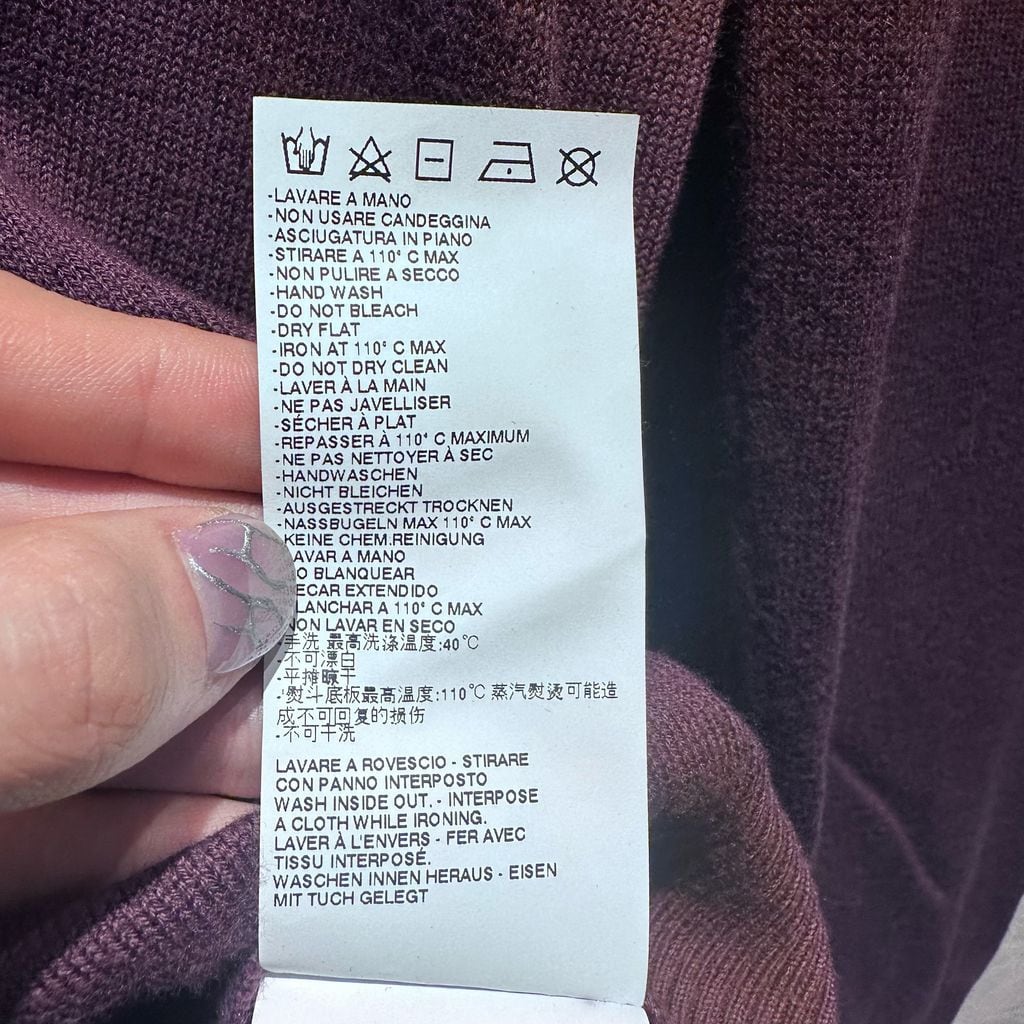 -LAVARE A MANO
-NON USARE CANDEGGINA
-ASCIUGATURA IN PIANO
-STIRARE A 110° C MAX
-NON PULIRE A SECCO
-HAND WASH
-DO NOT BLEACH
-DRY FLAT
-IRON AT 110° C MAX
-DO NOT DRY CLEAN
-LAVER À LA MAIN
-NE PAS JAVELLISER
-SÉCHER À PLAT
-REPASSER À 110° C MAXIMUM
-NE PAS NETTOYER À SEC
-HANDWASCHEN
-NICHT BLEICHEN
-AUSGESTRECKT TROCKNEN
-NASSBUGELN MAX 110° C MAX
KEINE CHEM.REINIGUNG
LAVAR A MANO
O BLANQUEAR
ECAR EXTENDIDO
LANCHAR A 110° C MAX
NON LAVAR EN SECO
-手洗 最高洗涤温度:40℃
-不可漂白
-平摊晾干
-熨斗底板最高温度:110℃ 蒸汽熨烫可能造
成不可回复的损伤
-不可干洗
LAVARE A ROVESCIO - STIRARE
CON PANNO INTERPOSTO
WASH INSIDE OUT. - INTERPOSE
A CLOTH WHILE IRONING.
LAVER À L'ENVERS - FER AVEC
TISSU INTERPOSÉ.
WASCHEN INNEN HERAUS - EISEN
MIT TUCH GELEGT